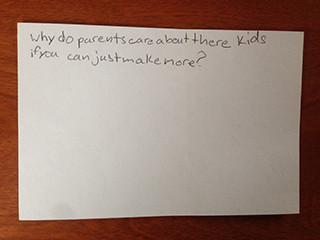 why do parents care about there kids
if you can just make more?